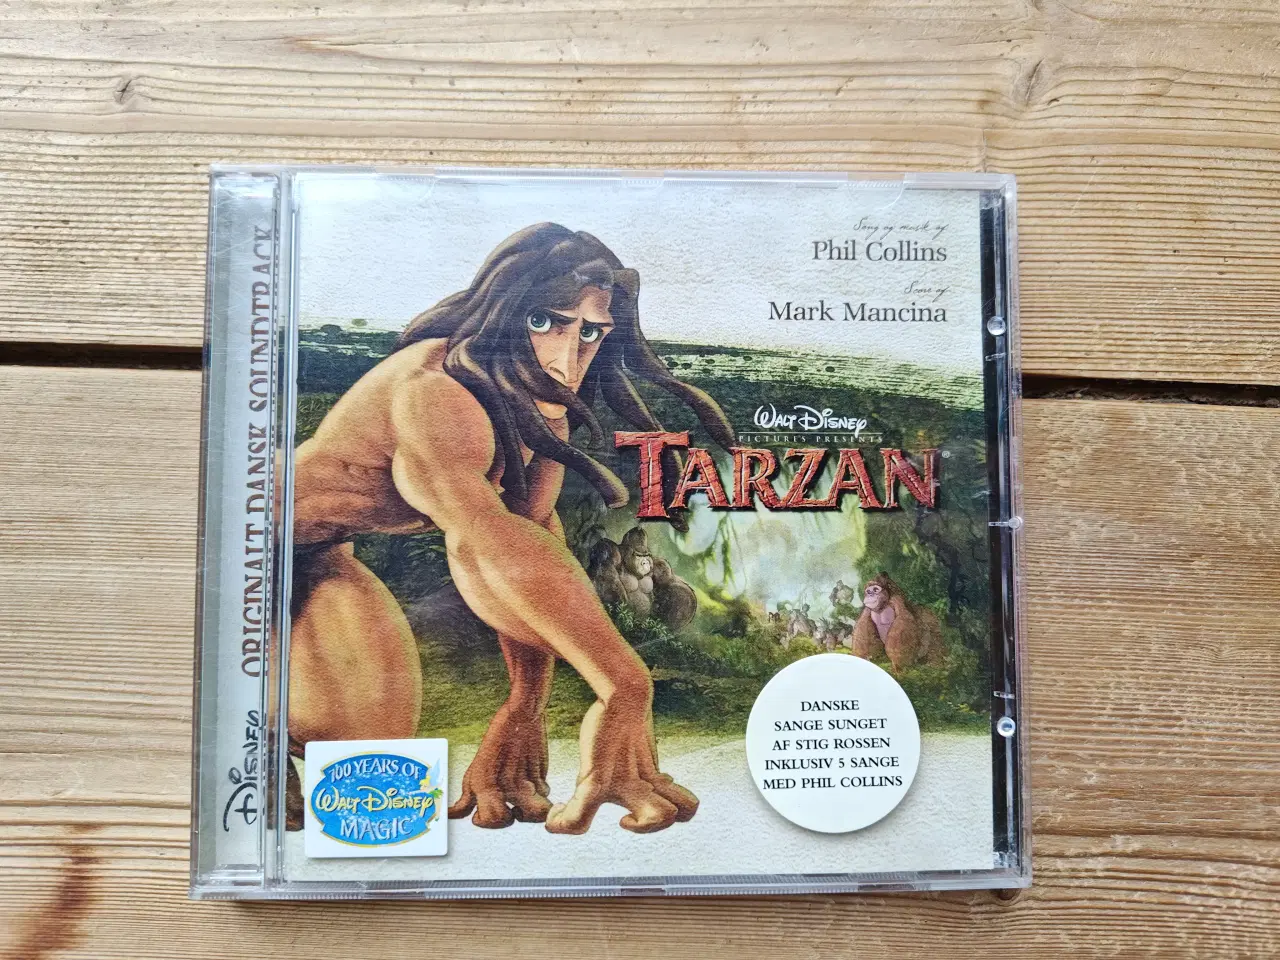 Sang og musik af
Phil Collins
Score af
Mark Mancina
WALT DISNEY
PICTURES PRESENTS
TARZAN®
DANSKE
SANGE SUNGET
AF STIG ROSSEN
INKLUSIV 5 SANGE
MED PHIL COLLINS
100 YEARS OF
WALT DISNEY
MAGIC
DISNEYS ORIGINALT DANSK SOUNDTRACK